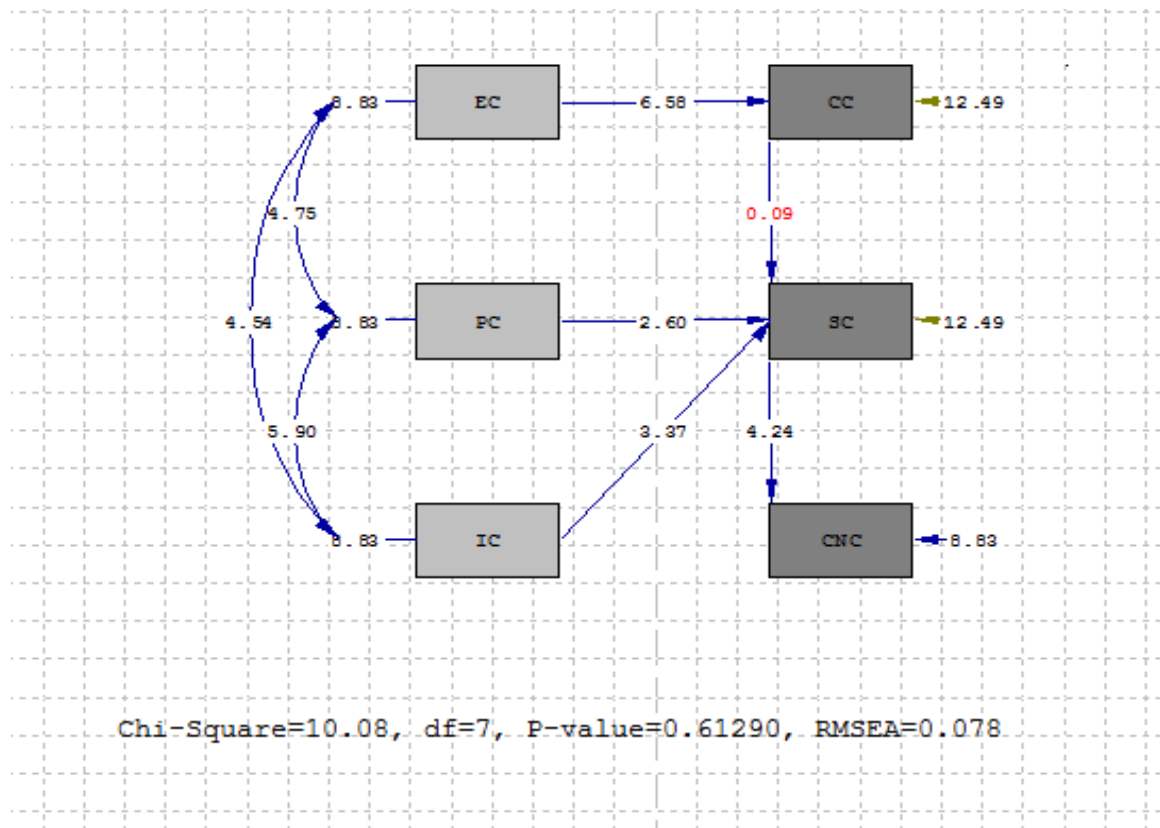 8.83 EC 6.58 CC 12.49
4.75 0.09
4.54 8.83 PC 2.60 SC 12.49
5.90 3.37 4.24
8.83 IC CNC 8.83
Chi-Square=10.08, df=7, P-value=0.61290, RMSEA=0.078